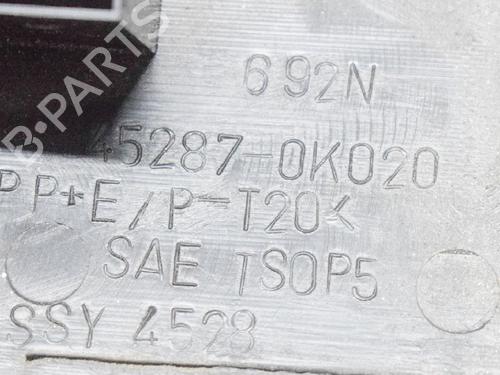 B-PARTS
692N
45287-0K020
PP+E/P-T20<
SAE TSOP5
SSY 4528